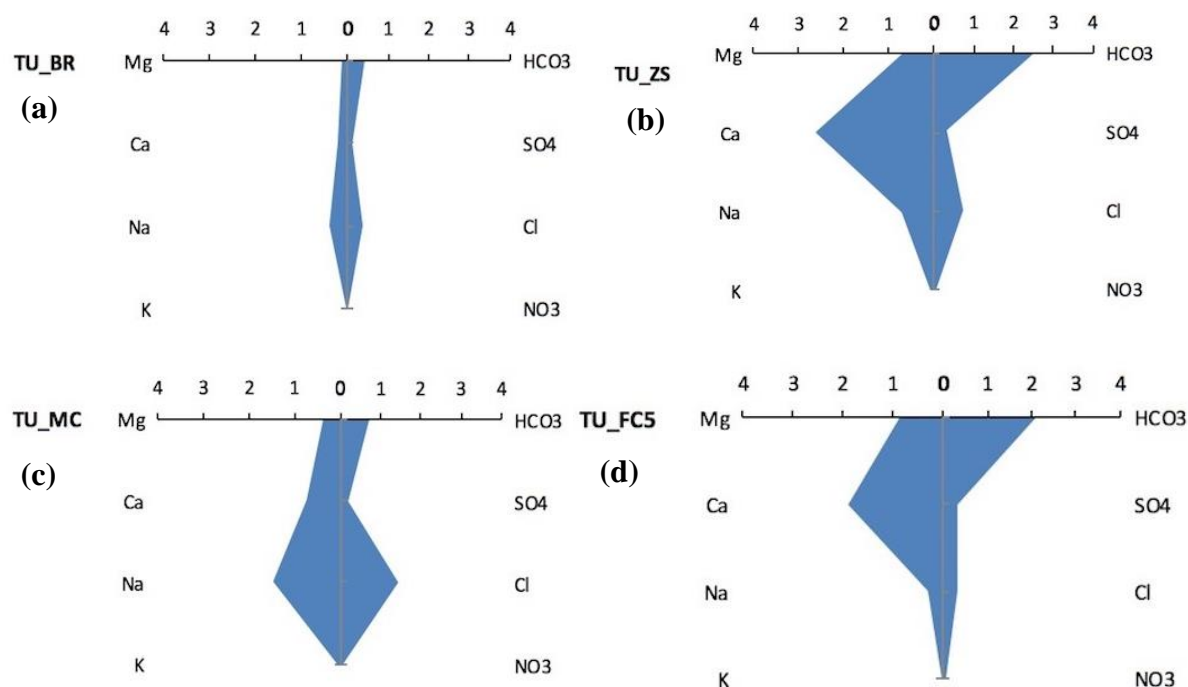 4 3 2 1 0 1 2 3 4
TU_BR Mg HCO3
(a)
Ca SO4
Na Cl
K NO3
4 3 2 1 0 1 2 3 4
Mg HCO3
TU_ZS
(b)
Ca SO4
Na Cl
K NO3
4 3 2 1 0 1 2 3 4
TU_MC Mg HCO3
(c)
Ca SO4
Na Cl
K NO3
4 3 2 1 0 1 2 3 4
TU_FC5 Mg HCO3
(d)
Ca SO4
Na Cl
K NO3